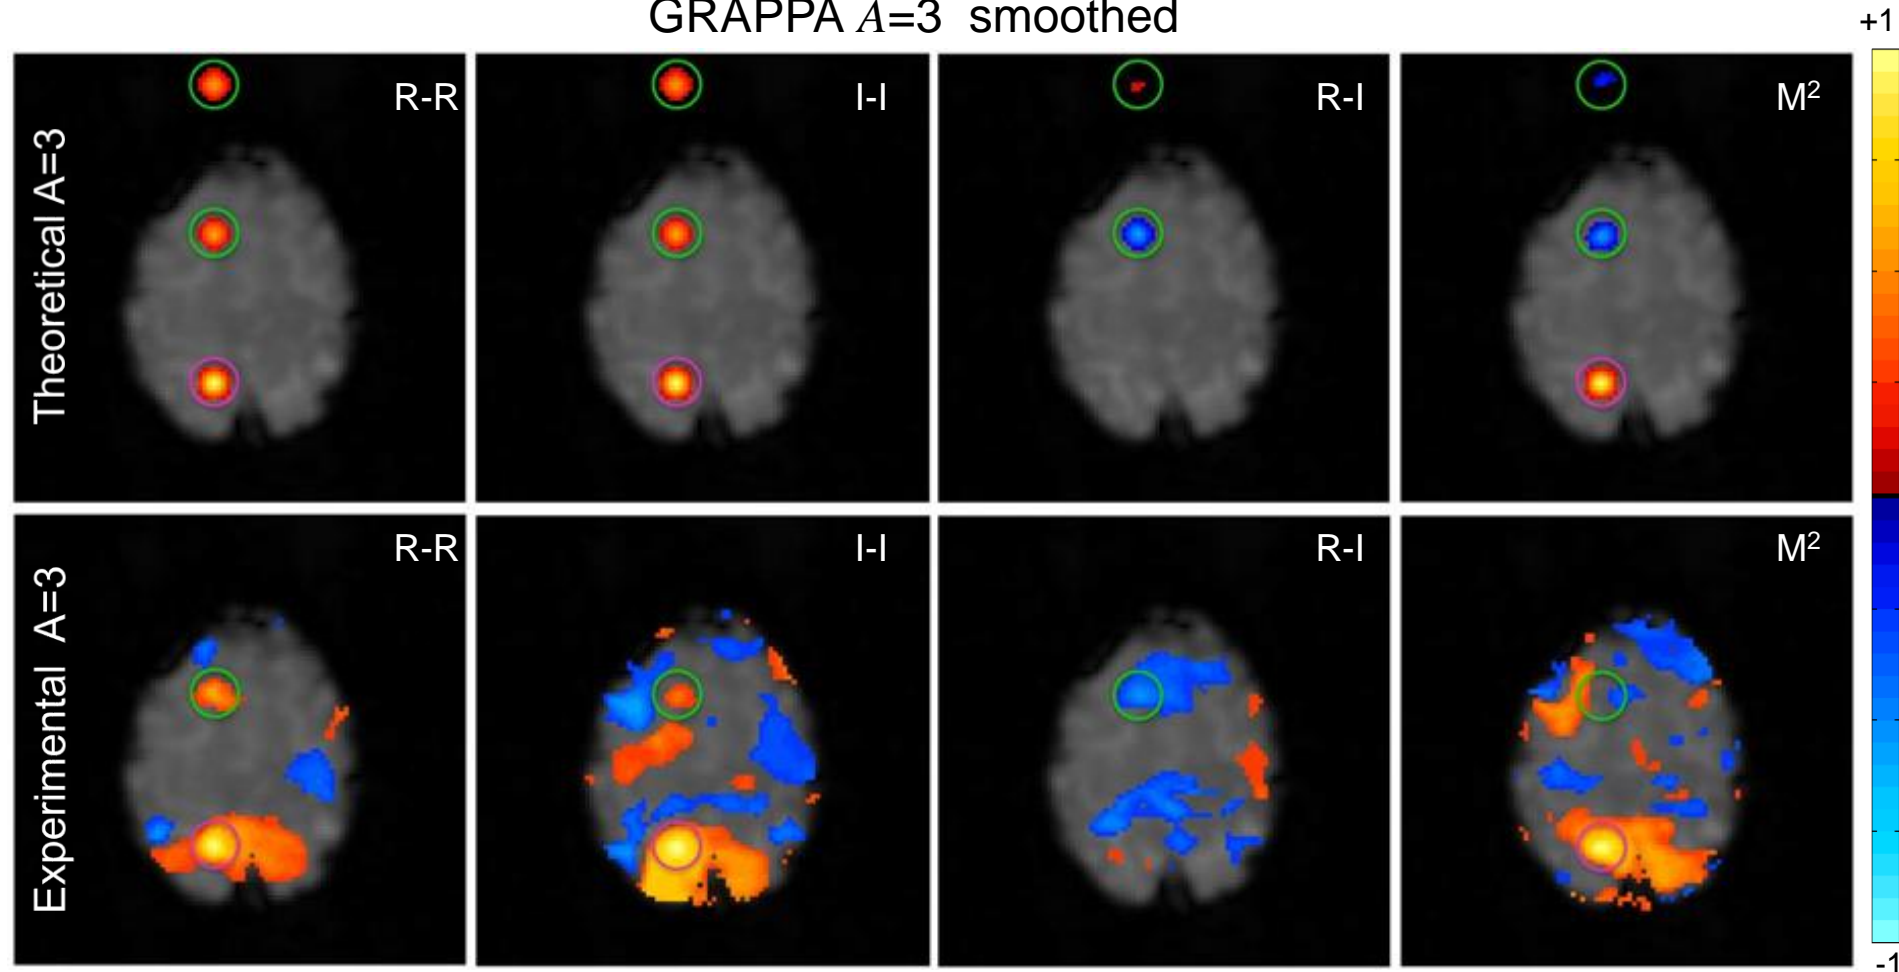 GRAPPA A=3 smoothed
+1
Theoretical A=3
R-R
I-I
R-I
M²
Experimental A=3
R-R
I-I
R-I
M²
-1